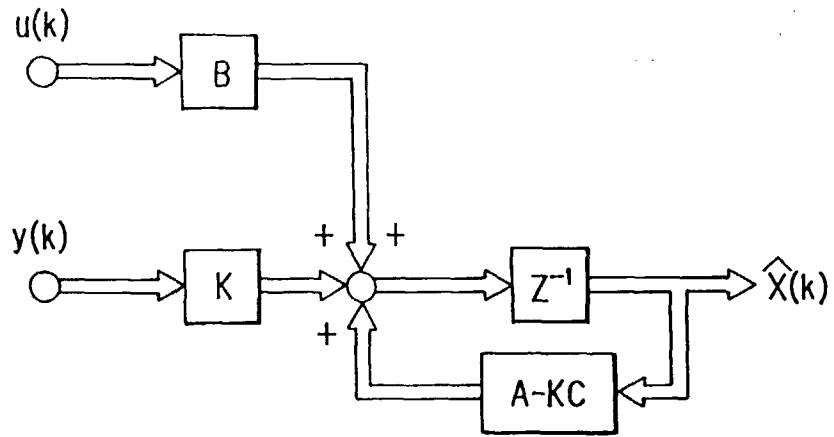 u(k)
B
y(k)
+ +
K
Z⁻¹
X̂(k)
+
A-KC